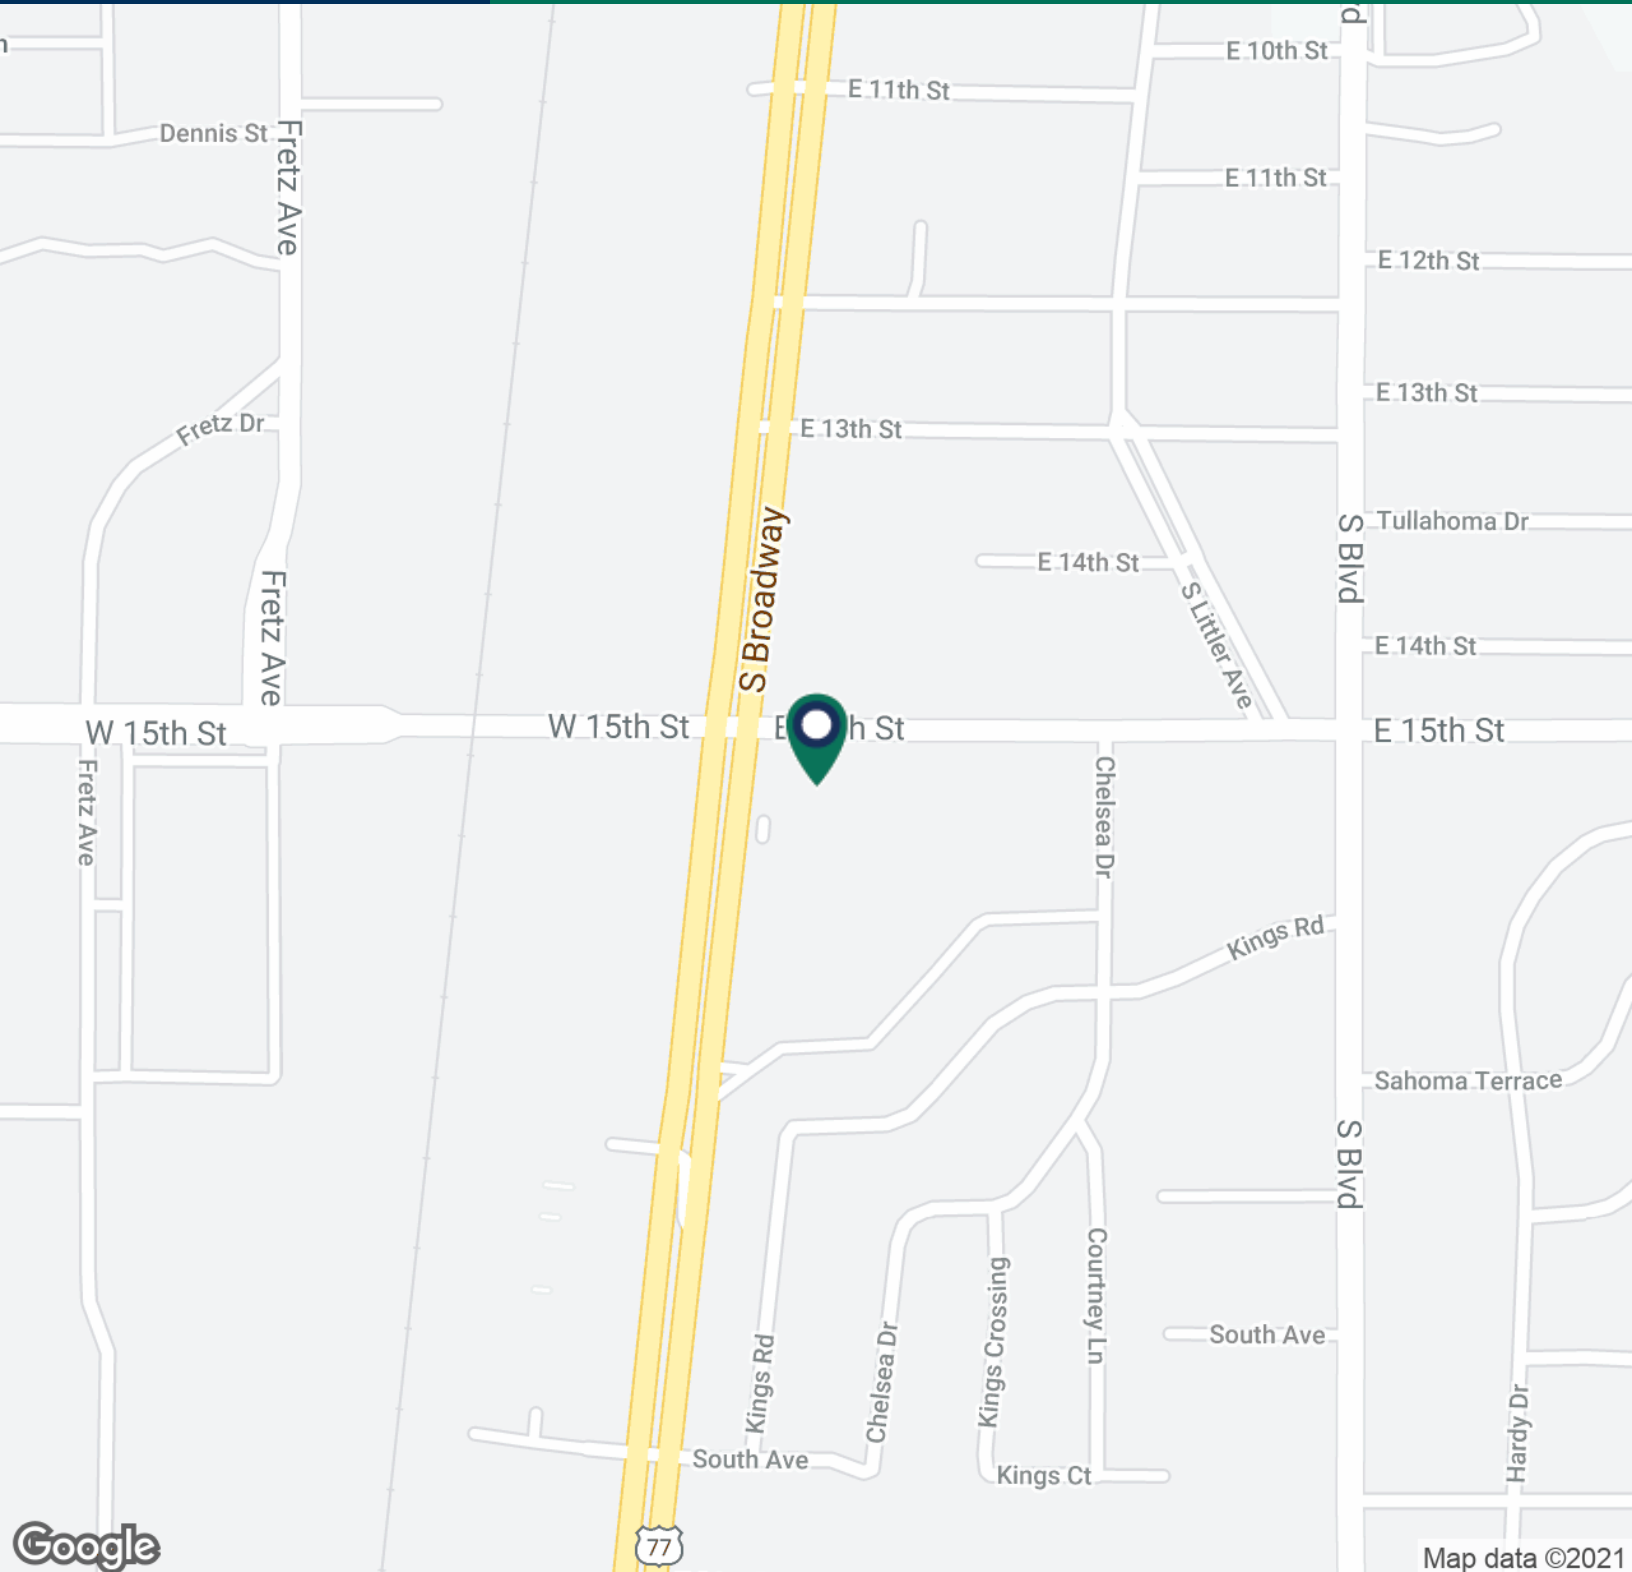 rd
E 10th St
E 11th St
Dennis St
Fretz Ave
E 11th St
E 12th St
E 13th St
Fretz Dr
E 13th St
S Broadway
S Blvd
Tullahoma Dr
E 14th St
Fretz Ave
S Littler Ave
E 14th St
W 15th St
W 15th St
E
h St
E 15th St
Fretz Ave
Chelsea Dr
Kings Rd
Sahoma Terrace
S Blvd
Courtney Ln
Kings Crossing
Kings Rd
Chelsea Dr
South Ave
Hardy Dr
South Ave
Kings Ct
77
Google
Map data ©2021